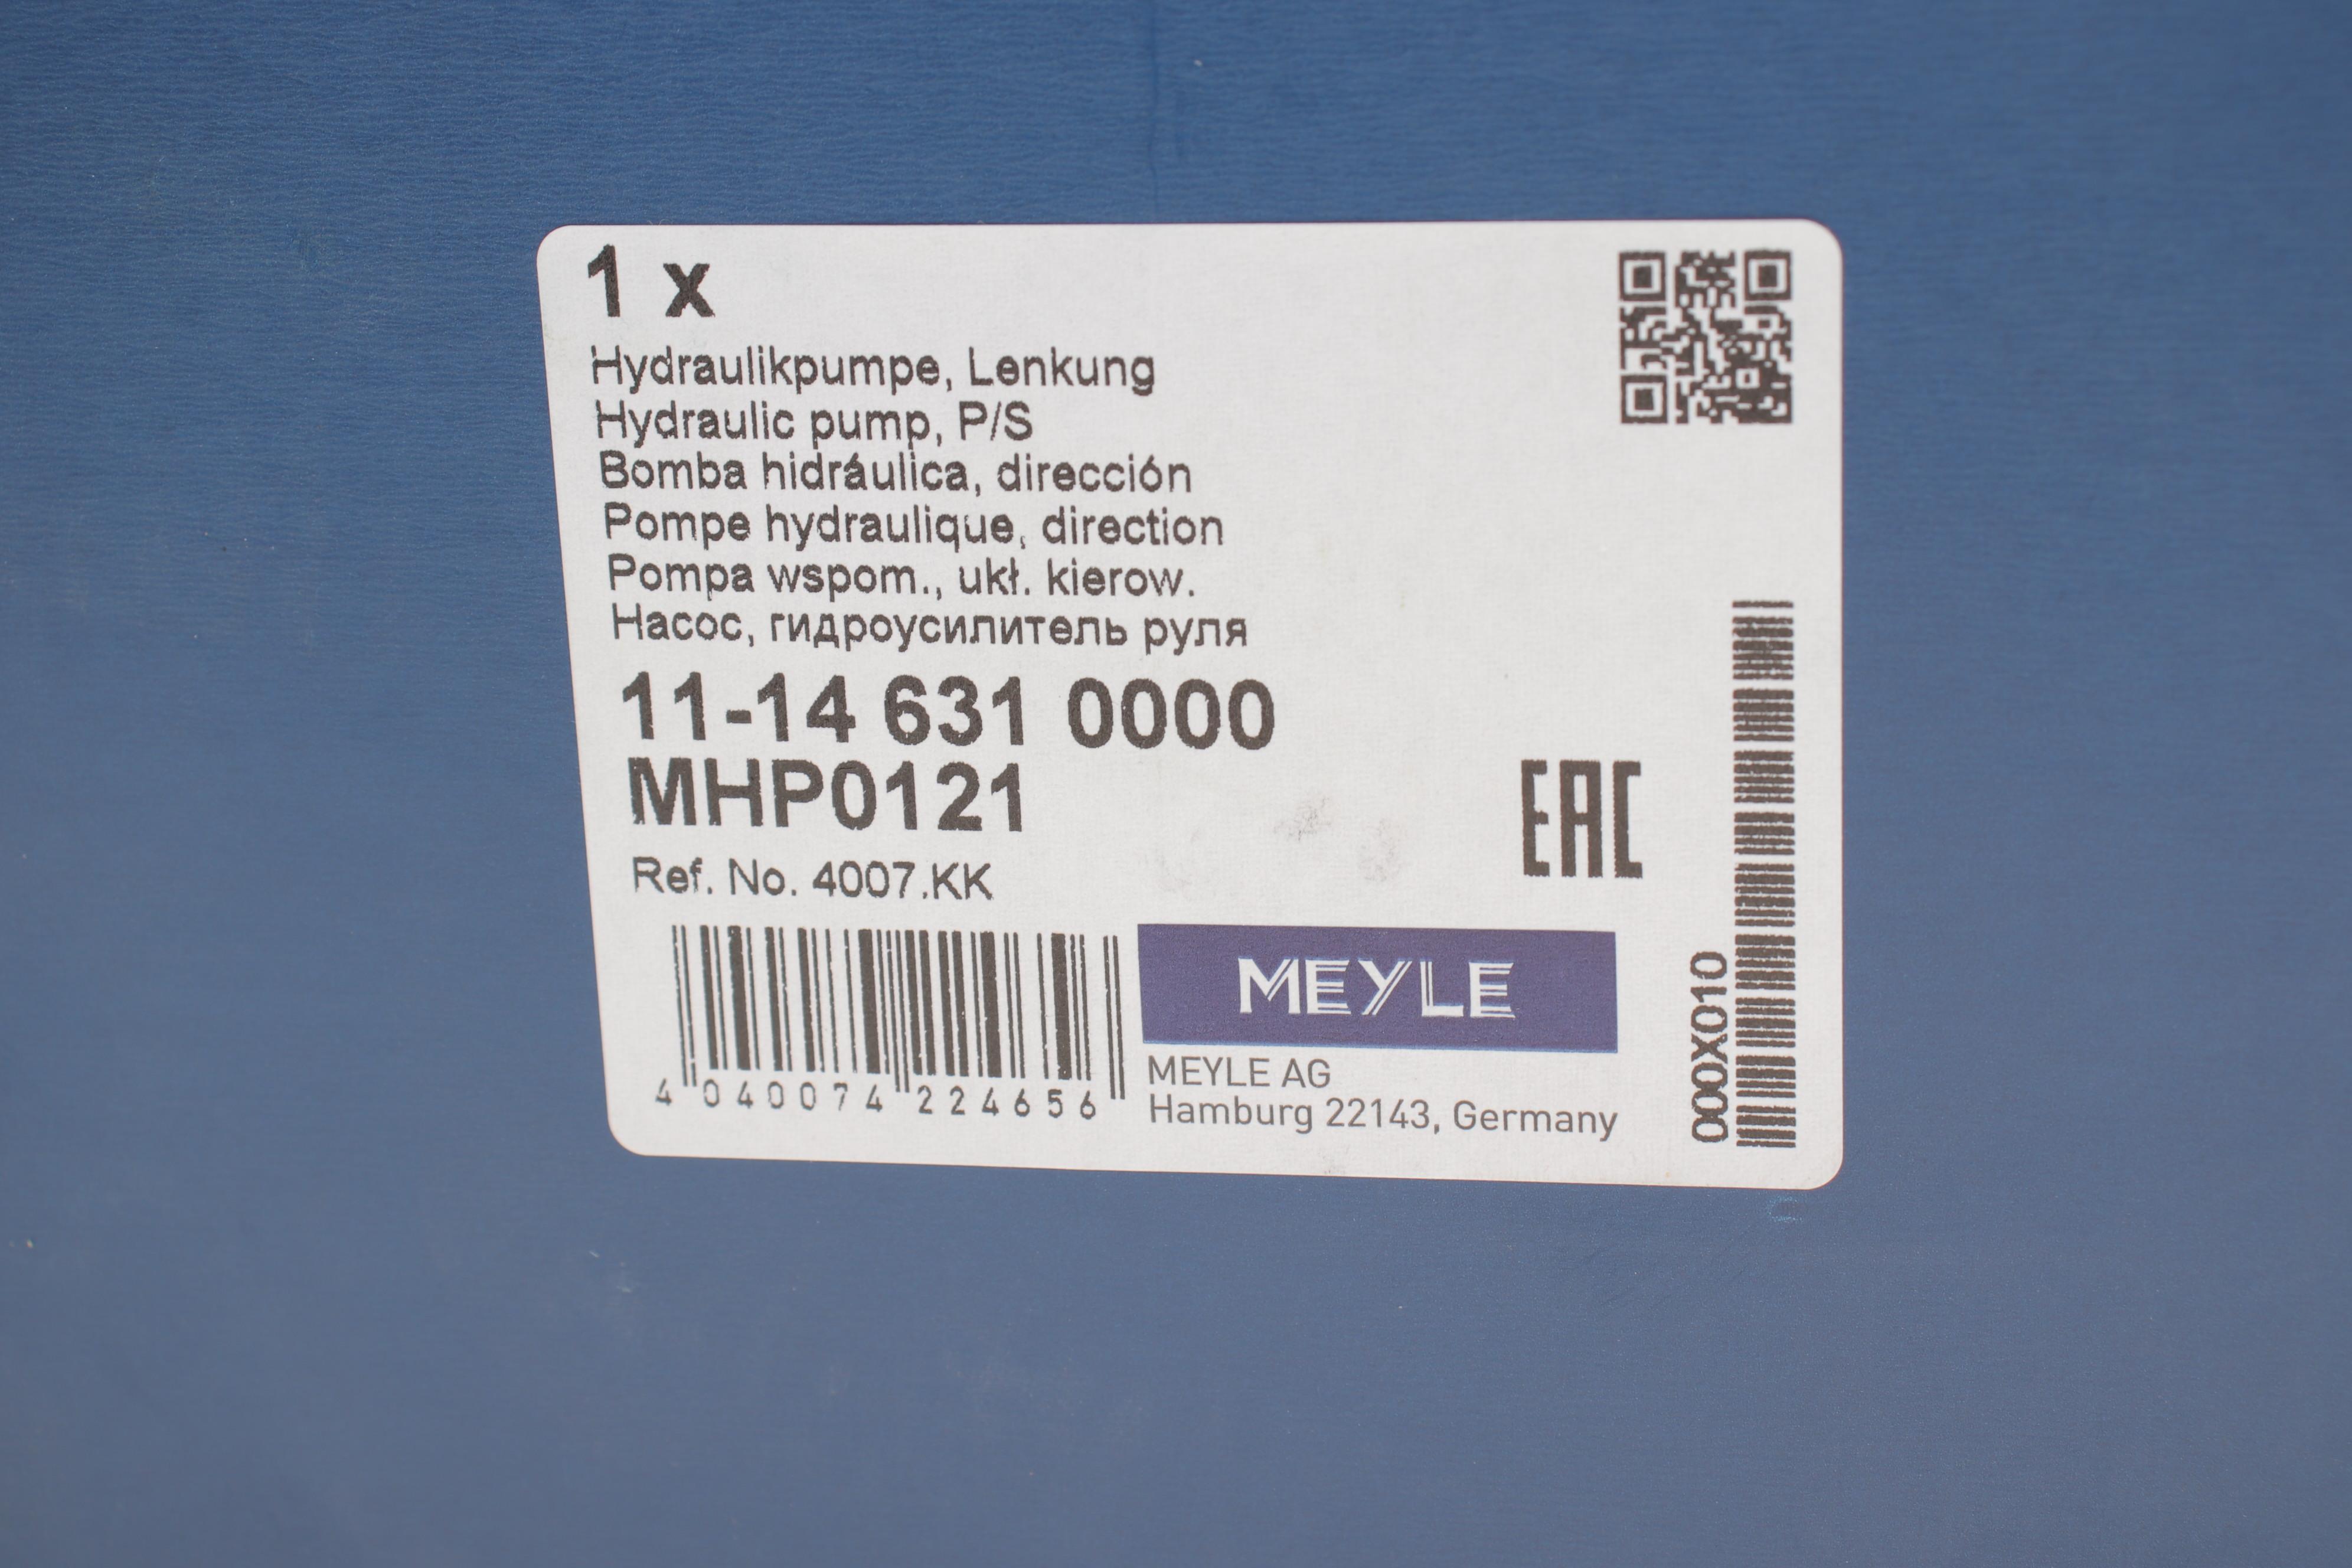 1 x
Hydraulikpumpe, Lenkung
Hydraulic pump, P/S
Bomba hidráulica, dirección
Pompe hydraulique, direction
Pompa wspom., ukł. kierow.
Насос, гидроусилитель руля
11-14 631 0000
MHP0121
Ref. No. 4007.KK
EAC
MEYLE
MEYLE AG
Hamburg 22143, Germany
4 040074 224656
000X010